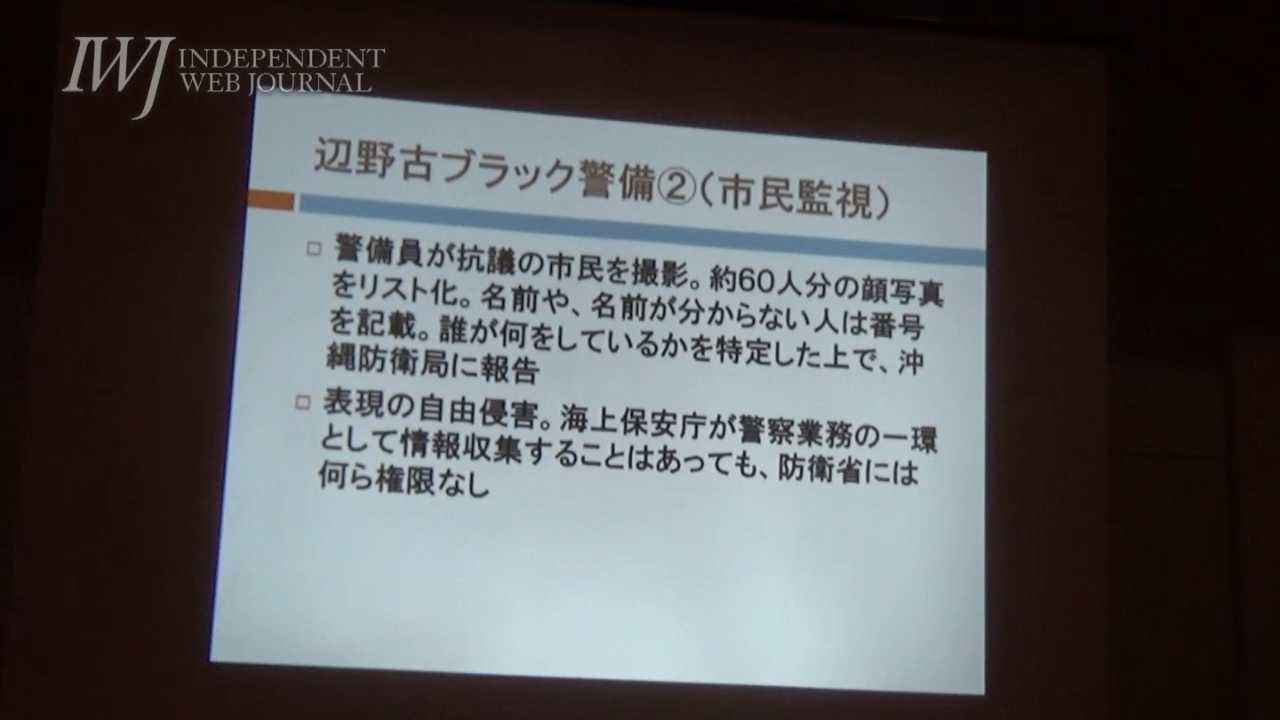 IWJ INDEPENDENT
WEB JOURNAL
辺野古ブラック警備②(市民監視)
□ 警備員が抗議の市民を撮影。約60人分の顔写真
をリスト化。名前や、名前が分からない人は番号
を記載。誰が何をしているかを特定した上で、沖
縄防衛局に報告
□ 表現の自由侵害。海上保安庁が警察業務の一環
として情報収集することはあっても、防衛省には
何ら権限なし